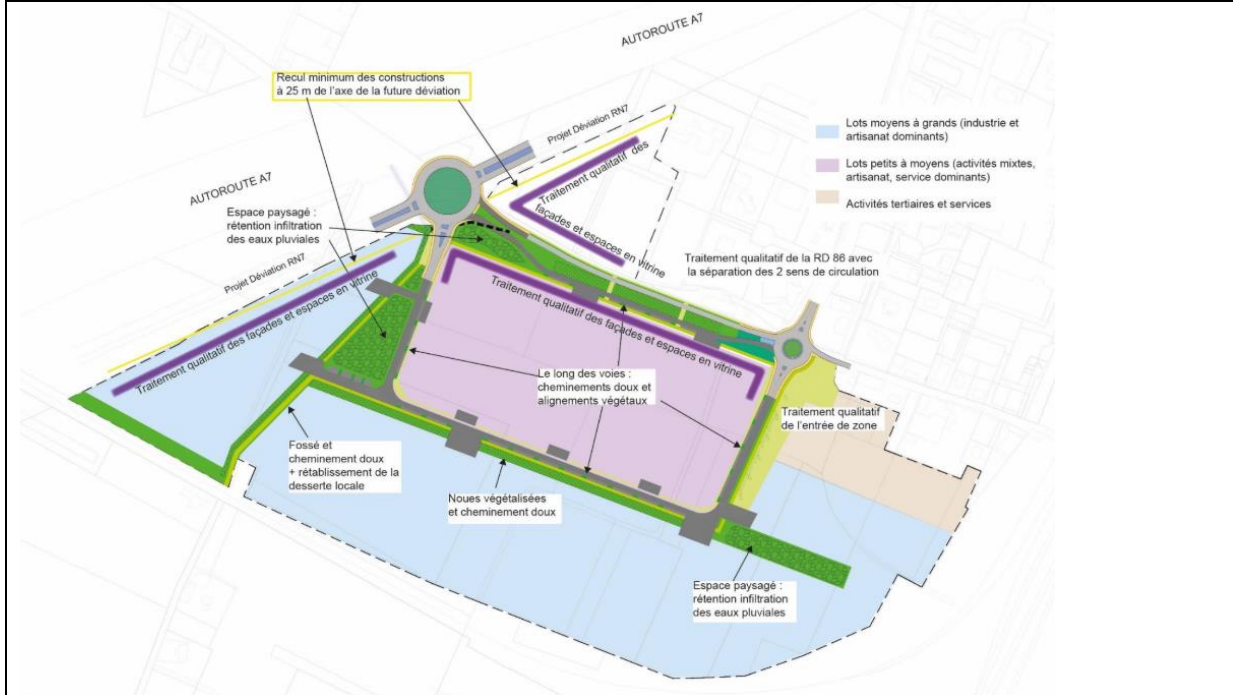 AUTOROUTE A7
Recul minimum des constructions
à 25 m de l'axe de la future déviation
Projet Déviation RN7
Lots moyens à grands (industrie et
artisanat dominants)
Lots petits à moyens (activités mixtes,
artisanat, service dominants)
Activités tertiaires et services
AUTOROUTE A7
Traitement qualitatif des
façades et espaces en vitrine
Espace paysagé :
rétention infiltration
des eaux pluviales
Traitement qualitatif de la RD 86 avec
la séparation des 2 sens de circulation
Projet Déviation RN7
Traitement qualitatif des façades et espaces en vitrine
Traitement qualitatif des façades et espaces en vitrine
Le long des voies :
cheminements doux et
alignements végétaux
Traitement qualitatif
de l'entrée de zone
Fossé et
cheminement doux
+ rétablissement de la
desserte locale
Noues végétalisées
et cheminement doux
Espace paysagé :
rétention infiltration
des eaux pluviales